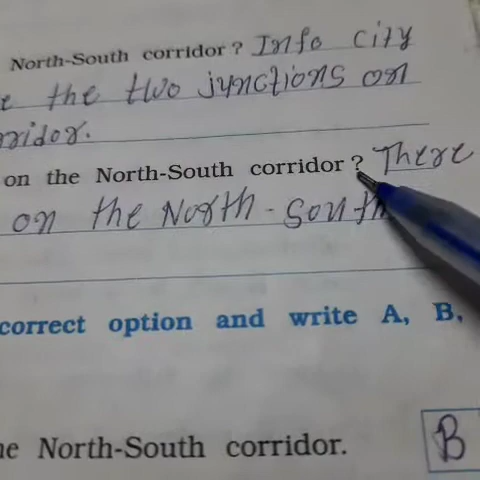 North-South corridor? Info City
e the two junctions on
rridor.
on the North-South corridor? There
on the North-South
correct option and write A, B,
he North-South corridor. B